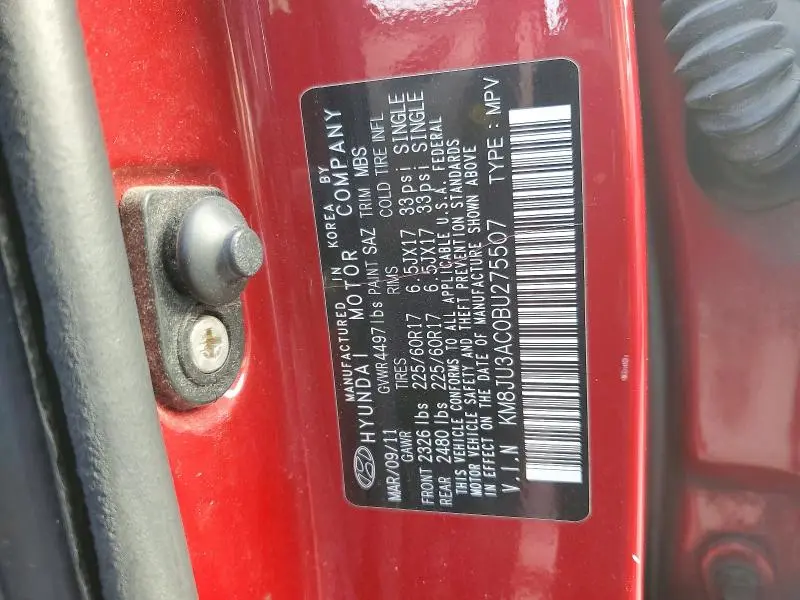 MANUFACTURED IN KOREA BY
HYUNDAI MOTOR COMPANY
MAR/09/11 GVWR4497lbs PAINT SAZ TRIM MBS
GAWR TIRES RIMS COLD TIRE INFL
FRONT 2326 lbs 225/60R17 6.5JX17 33psi SINGLE
REAR 2480 lbs 225/60R17 6.5JX17 33psi SINGLE
THIS VEHICLE CONFORMS TO ALL APPLICABLE U.S.A. FEDERAL
MOTOR VEHICLE SAFETY AND THEFT PREVENTION STANDARDS
IN EFFECT ON THE DATE OF MANUFACTURE SHOWN ABOVE
V.I.N KM8JU3AC0BU275507 TYPE : MPV